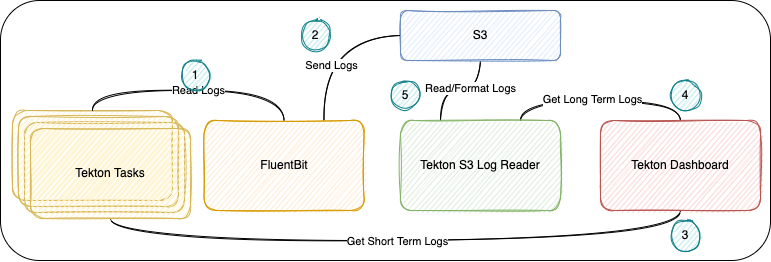 2
S3
1
Send Logs
Read Logs
5
Read/Format Logs
4
Get Long Term Logs
Tekton Tasks
FluentBit
Tekton S3 Log Reader
Tekton Dashboard
Get Short Term Logs
3